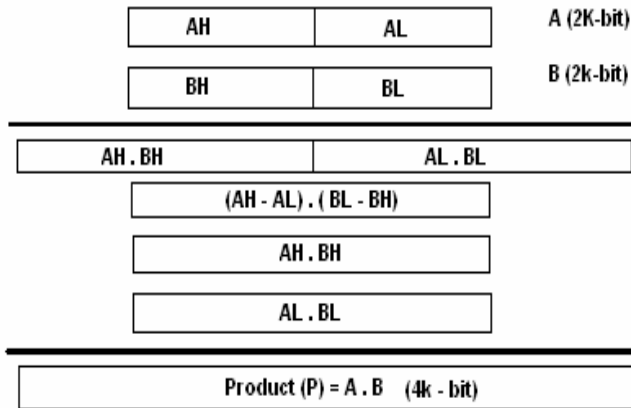 AH AL A (2K-bit)
BH BL B (2k-bit)
AH . BH AL . BL
(AH - AL) . ( BL - BH)
AH . BH
AL . BL
Product (P) = A . B (4k - bit)